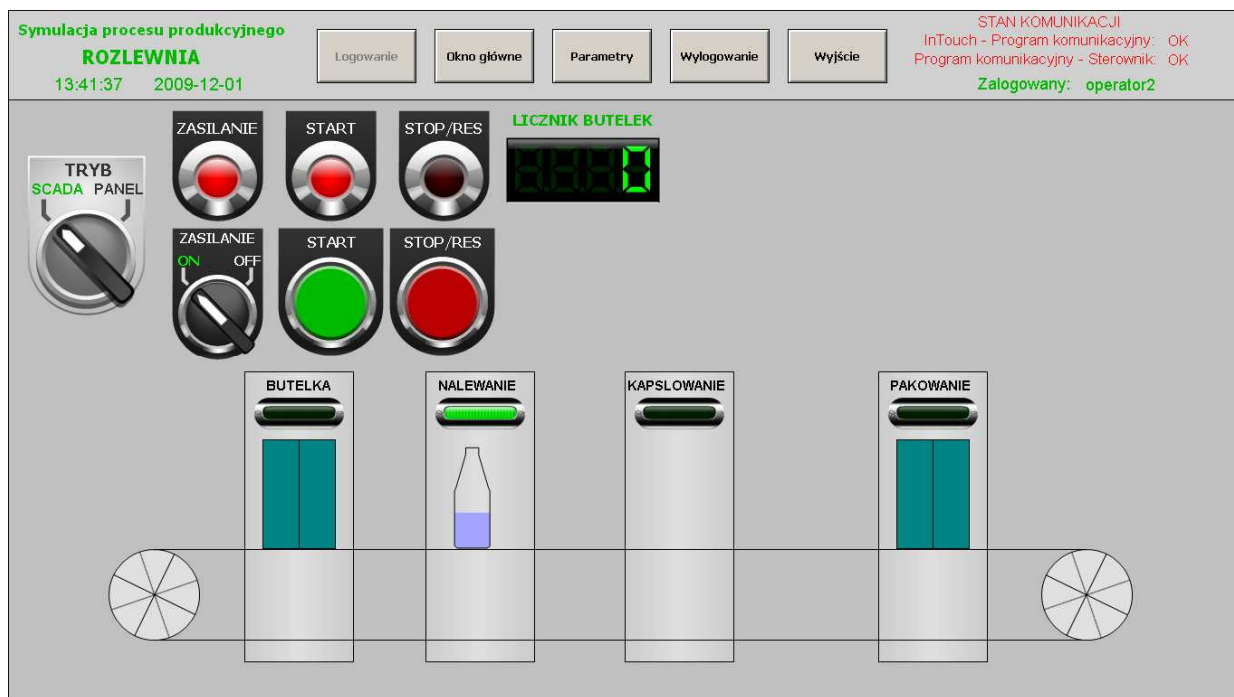 Symulacja procesu produkcyjnego
ROZLEWNIA
13:41:37 2009-12-01
Logowanie
Okno główne
Parametry
Wylogowanie
Wyjście
STAN KOMUNIKACJI
InTouch - Program komunikacyjny: OK
Program komunikacyjny - Sterownik: OK
Zalogowany: operator2
TRYB
SCADA PANEL
ZASILANIE
START
STOP/RES
LICZNIK BUTELEK
0
ZASILANIE
ON OFF
START
STOP/RES
BUTELKA
NALEWANIE
KAPSLOWANIE
PAKOWANIE